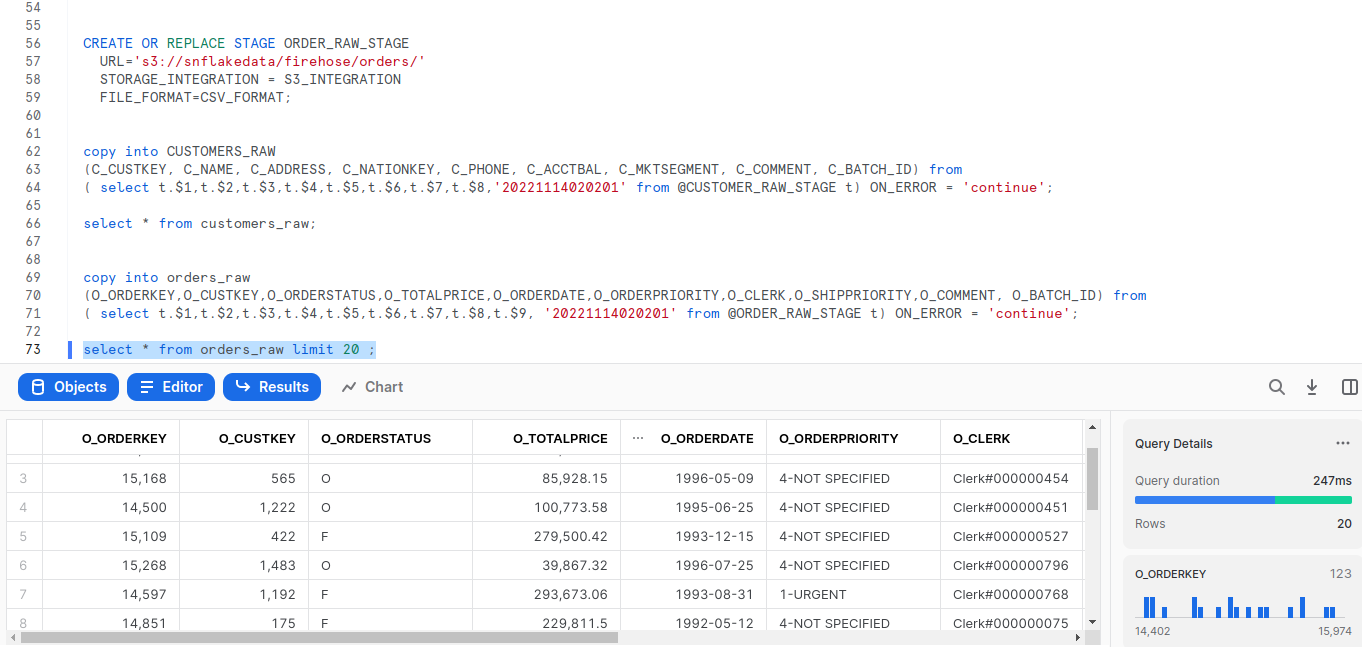 54
55
56 CREATE OR REPLACE STAGE ORDER_RAW_STAGE
57 URL='s3://snflakedata/firehose/orders/'
58 STORAGE_INTEGRATION = S3_INTEGRATION
59 FILE_FORMAT=CSV_FORMAT;
60
61
62 copy into CUSTOMERS_RAW
63 (C_CUSTKEY, C_NAME, C_ADDRESS, C_NATIONKEY, C_PHONE, C_ACCTBAL, C_MKTSEGMENT, C_COMMENT, C_BATCH_ID) from
64 ( select t.$1,t.$2,t.$3,t.$4,t.$5,t.$6,t.$7,t.$8,'20221114020201' from @CUSTOMER_RAW_STAGE t) ON_ERROR = 'continue';
65
66 select * from customers_raw;
67
68
69 copy into orders_raw
70 (O_ORDERKEY,O_CUSTKEY,O_ORDERSTATUS,O_TOTALPRICE,O_ORDERDATE,O_ORDERPRIORITY,O_CLERK,O_SHIPPRIORITY,O_COMMENT, O_BATCH_ID) from
71 ( select t.$1,t.$2,t.$3,t.$4,t.$5,t.$6,t.$7,t.$8,t.$9, '20221114020201' from @ORDER_RAW_STAGE t) ON_ERROR = 'continue';
72
73 select * from orders_raw limit 20 ;
Objects Editor Results Chart
O_ORDERKEY O_CUSTKEY O_ORDERSTATUS O_TOTALPRICE ... O_ORDERDATE O_ORDERPRIORITY O_CLERK
3 15,168 565 O 85,928.15 1996-05-09 4-NOT SPECIFIED Clerk#000000454
4 14,500 1,222 O 100,773.58 1995-06-25 4-NOT SPECIFIED Clerk#000000451
5 15,109 422 F 279,500.42 1993-12-15 4-NOT SPECIFIED Clerk#000000527
6 15,268 1,483 O 39,867.32 1996-07-25 4-NOT SPECIFIED Clerk#000000796
7 14,597 1,192 F 293,673.06 1993-08-31 1-URGENT Clerk#000000768
8 14,851 175 F 229,811.5 1992-05-12 4-NOT SPECIFIED Clerk#000000075
Query Details ...
Query duration 247ms
Rows 20
O_ORDERKEY 123
14,402 15,974